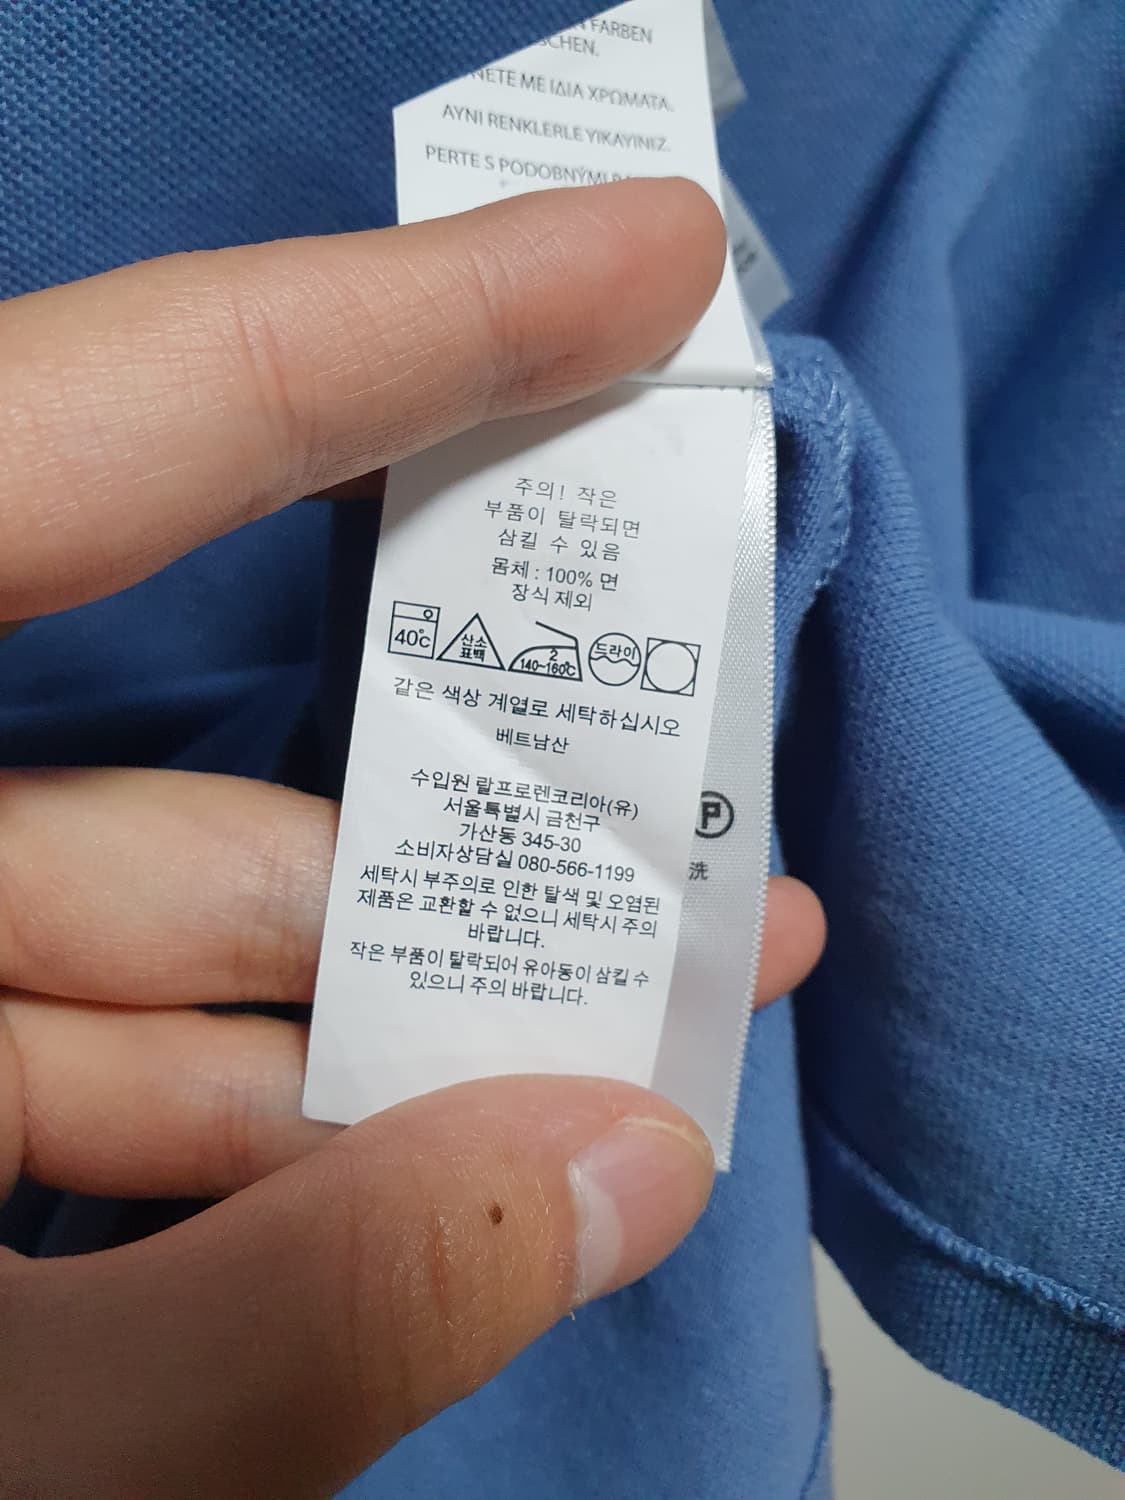 FARBEN
ΜΕ ΙΔΙΑ ΧΡΩΜΑΤΑ.
AYNI RENKLERLE YIKAYINIZ.
PERTE S PODOBNÝMI
주의! 작은
부품이 탈락되면
삼킬 수 있음
몸체 : 100% 면
장식 제외
40℃ 산소 표백 2 140~160℃ 드라이
같은 색상 계열로 세탁하십시오
베트남산
수입원 랄프로렌코리아(유)
서울특별시 금천구
가산동 345-30
소비자상담실 080-566-1199
세탁시 부주의로 인한 탈색 및 오염된
제품은 교환할 수 없으니 세탁시 주의
바랍니다.
작은 부품이 탈락되어 유아동이 삼킬 수
있으니 주의 바랍니다.
P
洗